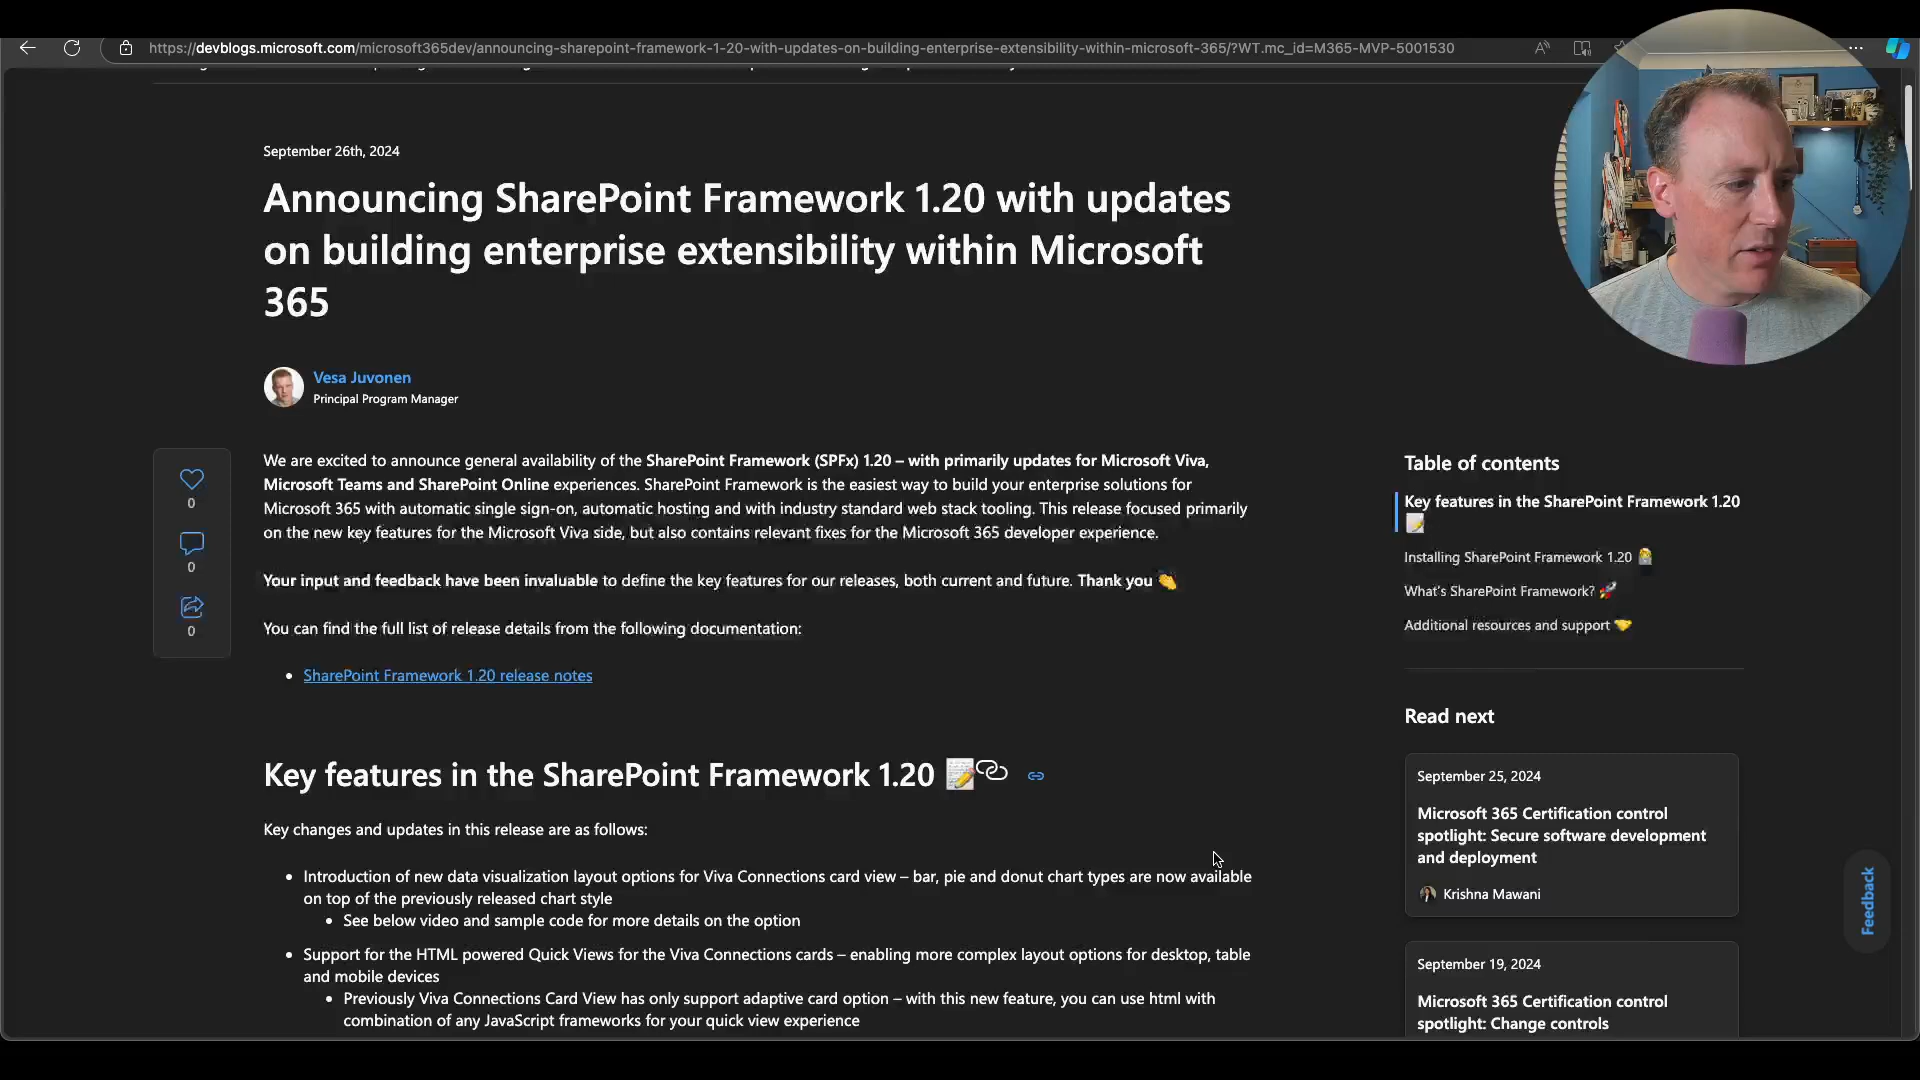 https://devblogs.microsoft.com/microsoft365dev/announcing-sharepoint-framework-1-20-with-updates-on-building-enterprise-extensibility-within-microsoft-365/?WT.mc_id=M365-MVP-5001530
September 26th, 2024
Announcing SharePoint Framework 1.20 with updates
on building enterprise extensibility within Microsoft
365
Vesa Juvonen
Principal Program Manager
0
0
0
We are excited to announce general availability of the SharePoint Framework (SPFx) 1.20 – with primarily updates for Microsoft Viva,
Microsoft Teams and SharePoint Online experiences. SharePoint Framework is the easiest way to build your enterprise solutions for
Microsoft 365 with automatic single sign-on, automatic hosting and with industry standard web stack tooling. This release focused primarily
on the new key features for the Microsoft Viva side, but also contains relevant fixes for the Microsoft 365 developer experience.
Your input and feedback have been invaluable to define the key features for our releases, both current and future. Thank you 👏
You can find the full list of release details from the following documentation:
• SharePoint Framework 1.20 release notes
Key features in the SharePoint Framework 1.20 📝
Key changes and updates in this release are as follows:
• Introduction of new data visualization layout options for Viva Connections card view – bar, pie and donut chart types are now available
on top of the previously released chart style
• See below video and sample code for more details on the option
• Support for the HTML powered Quick Views for the Viva Connections cards – enabling more complex layout options for desktop, table
and mobile devices
• Previously Viva Connections Card View has only support adaptive card option – with this new feature, you can use html with
combination of any JavaScript frameworks for your quick view experience
Table of contents
Key features in the SharePoint Framework 1.20
📝
Installing SharePoint Framework 1.20 👷
What's SharePoint Framework? 🚀
Additional resources and support 🤝
Read next
September 25, 2024
Microsoft 365 Certification control
spotlight: Secure software development
and deployment
Krishna Mawani
September 19, 2024
Microsoft 365 Certification control
spotlight: Change controls
Feedback